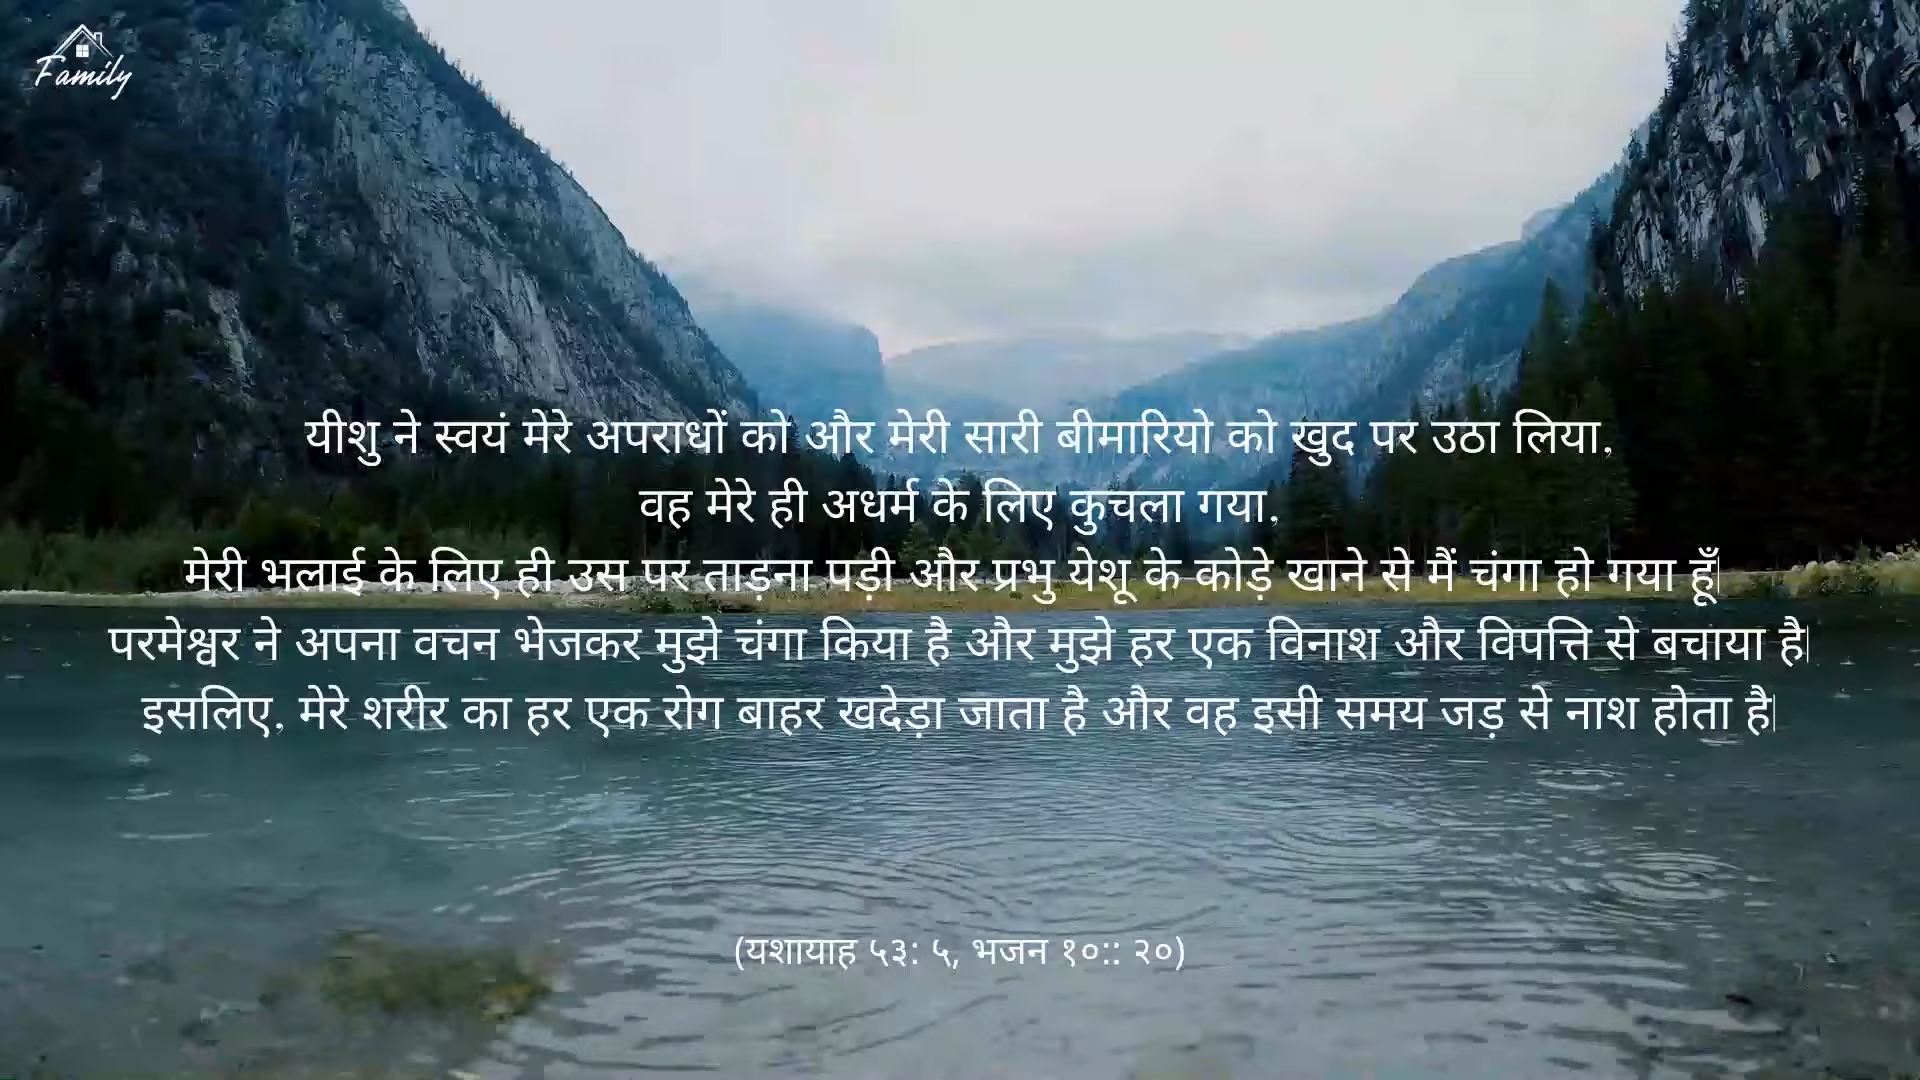 Family
यीशु ने स्वयं मेरे अपराधों को और मेरी सारी बीमारियो को खुद पर उठा लिया,
वह मेरे ही अधर्म के लिए कुचला गया,
मेरी भलाई के लिए ही उस पर ताड़ना पड़ी और प्रभु येशू के कोड़े खाने से मैं चंगा हो गया हूँ|
परमेश्वर ने अपना वचन भेजकर मुझे चंगा किया है और मुझे हर एक विनाश और विपत्ति से बचाया है|
इसलिए, मेरे शरीर का हर एक रोग बाहर खदेड़ा जाता है और वह इसी समय जड़ से नाश होता है|
(यशायाह ५३: ५, भजन १०:: २०)